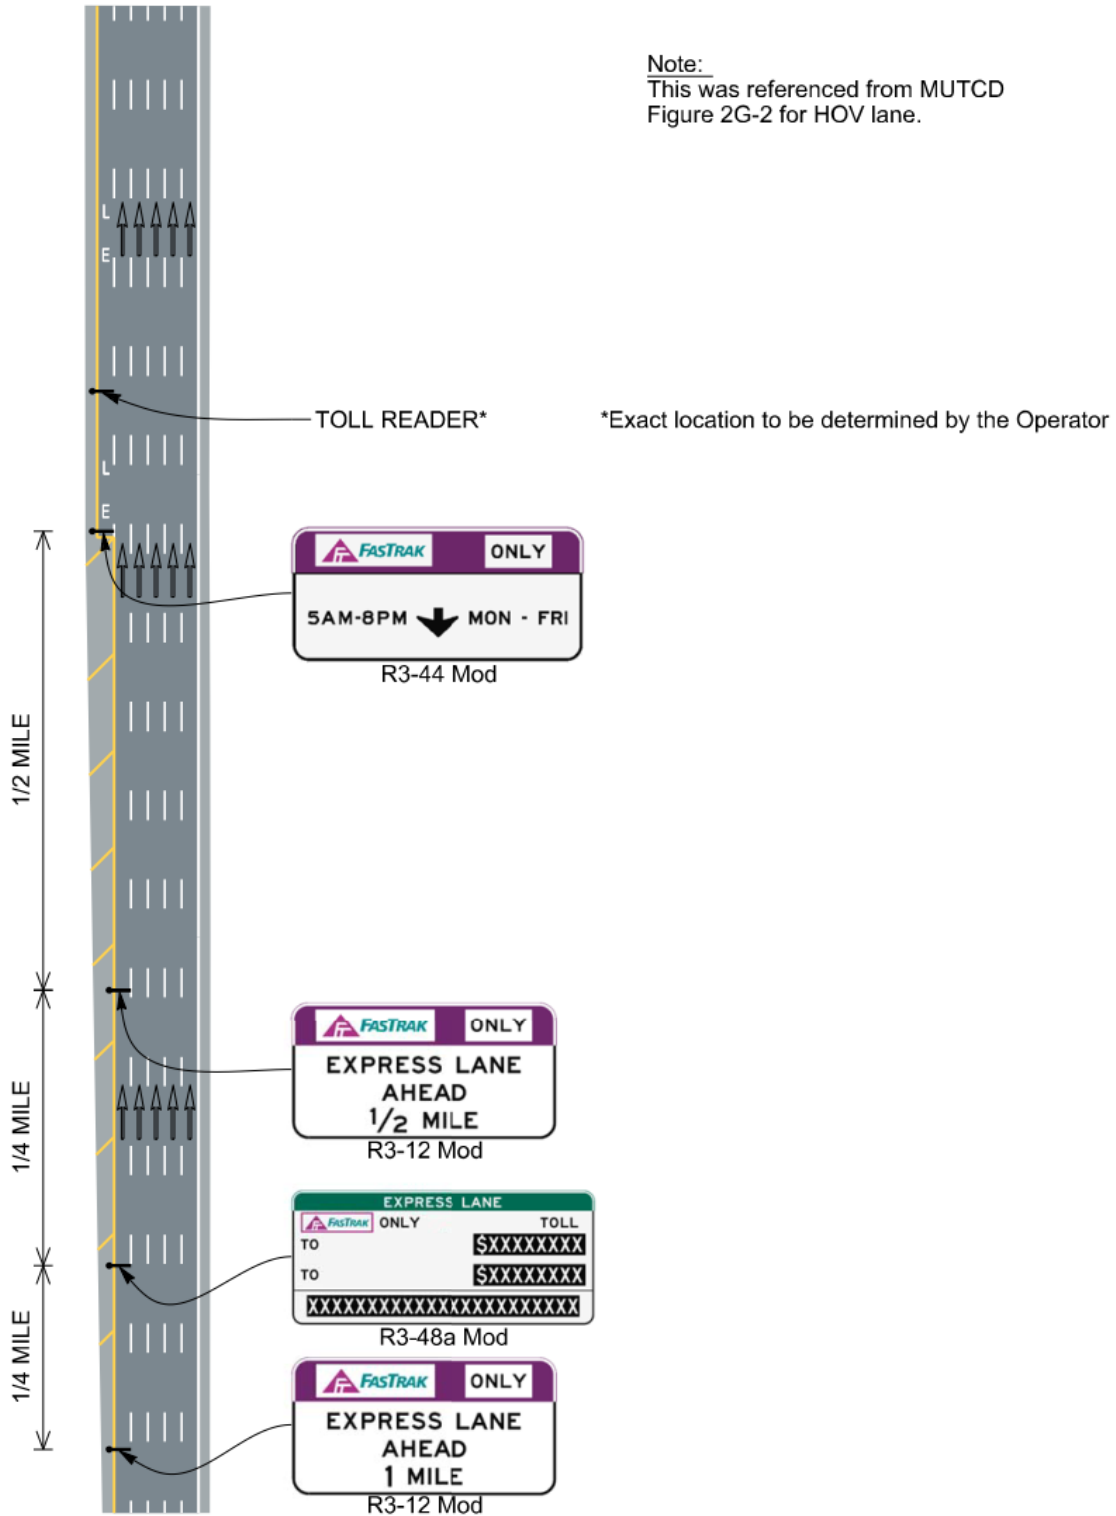 Note:
This was referenced from MUTCD
Figure 2G-2 for HOV lane.
L
E
TOLL READER*
*Exact location to be determined by the Operator
L
E
FASTRAK ONLY
5AM-8PM MON - FRI
R3-44 Mod
1/2 MILE
FASTRAK ONLY
EXPRESS LANE
AHEAD
1/2 MILE
R3-12 Mod
1/4 MILE
EXPRESS LANE
FASTRAK ONLY TOLL
TO $XXXXXXXX
TO $XXXXXXXX
XXXXXXXXXXXXXXXXXXXXXXX
R3-48a Mod
1/4 MILE
FASTRAK ONLY
EXPRESS LANE
AHEAD
1 MILE
R3-12 Mod